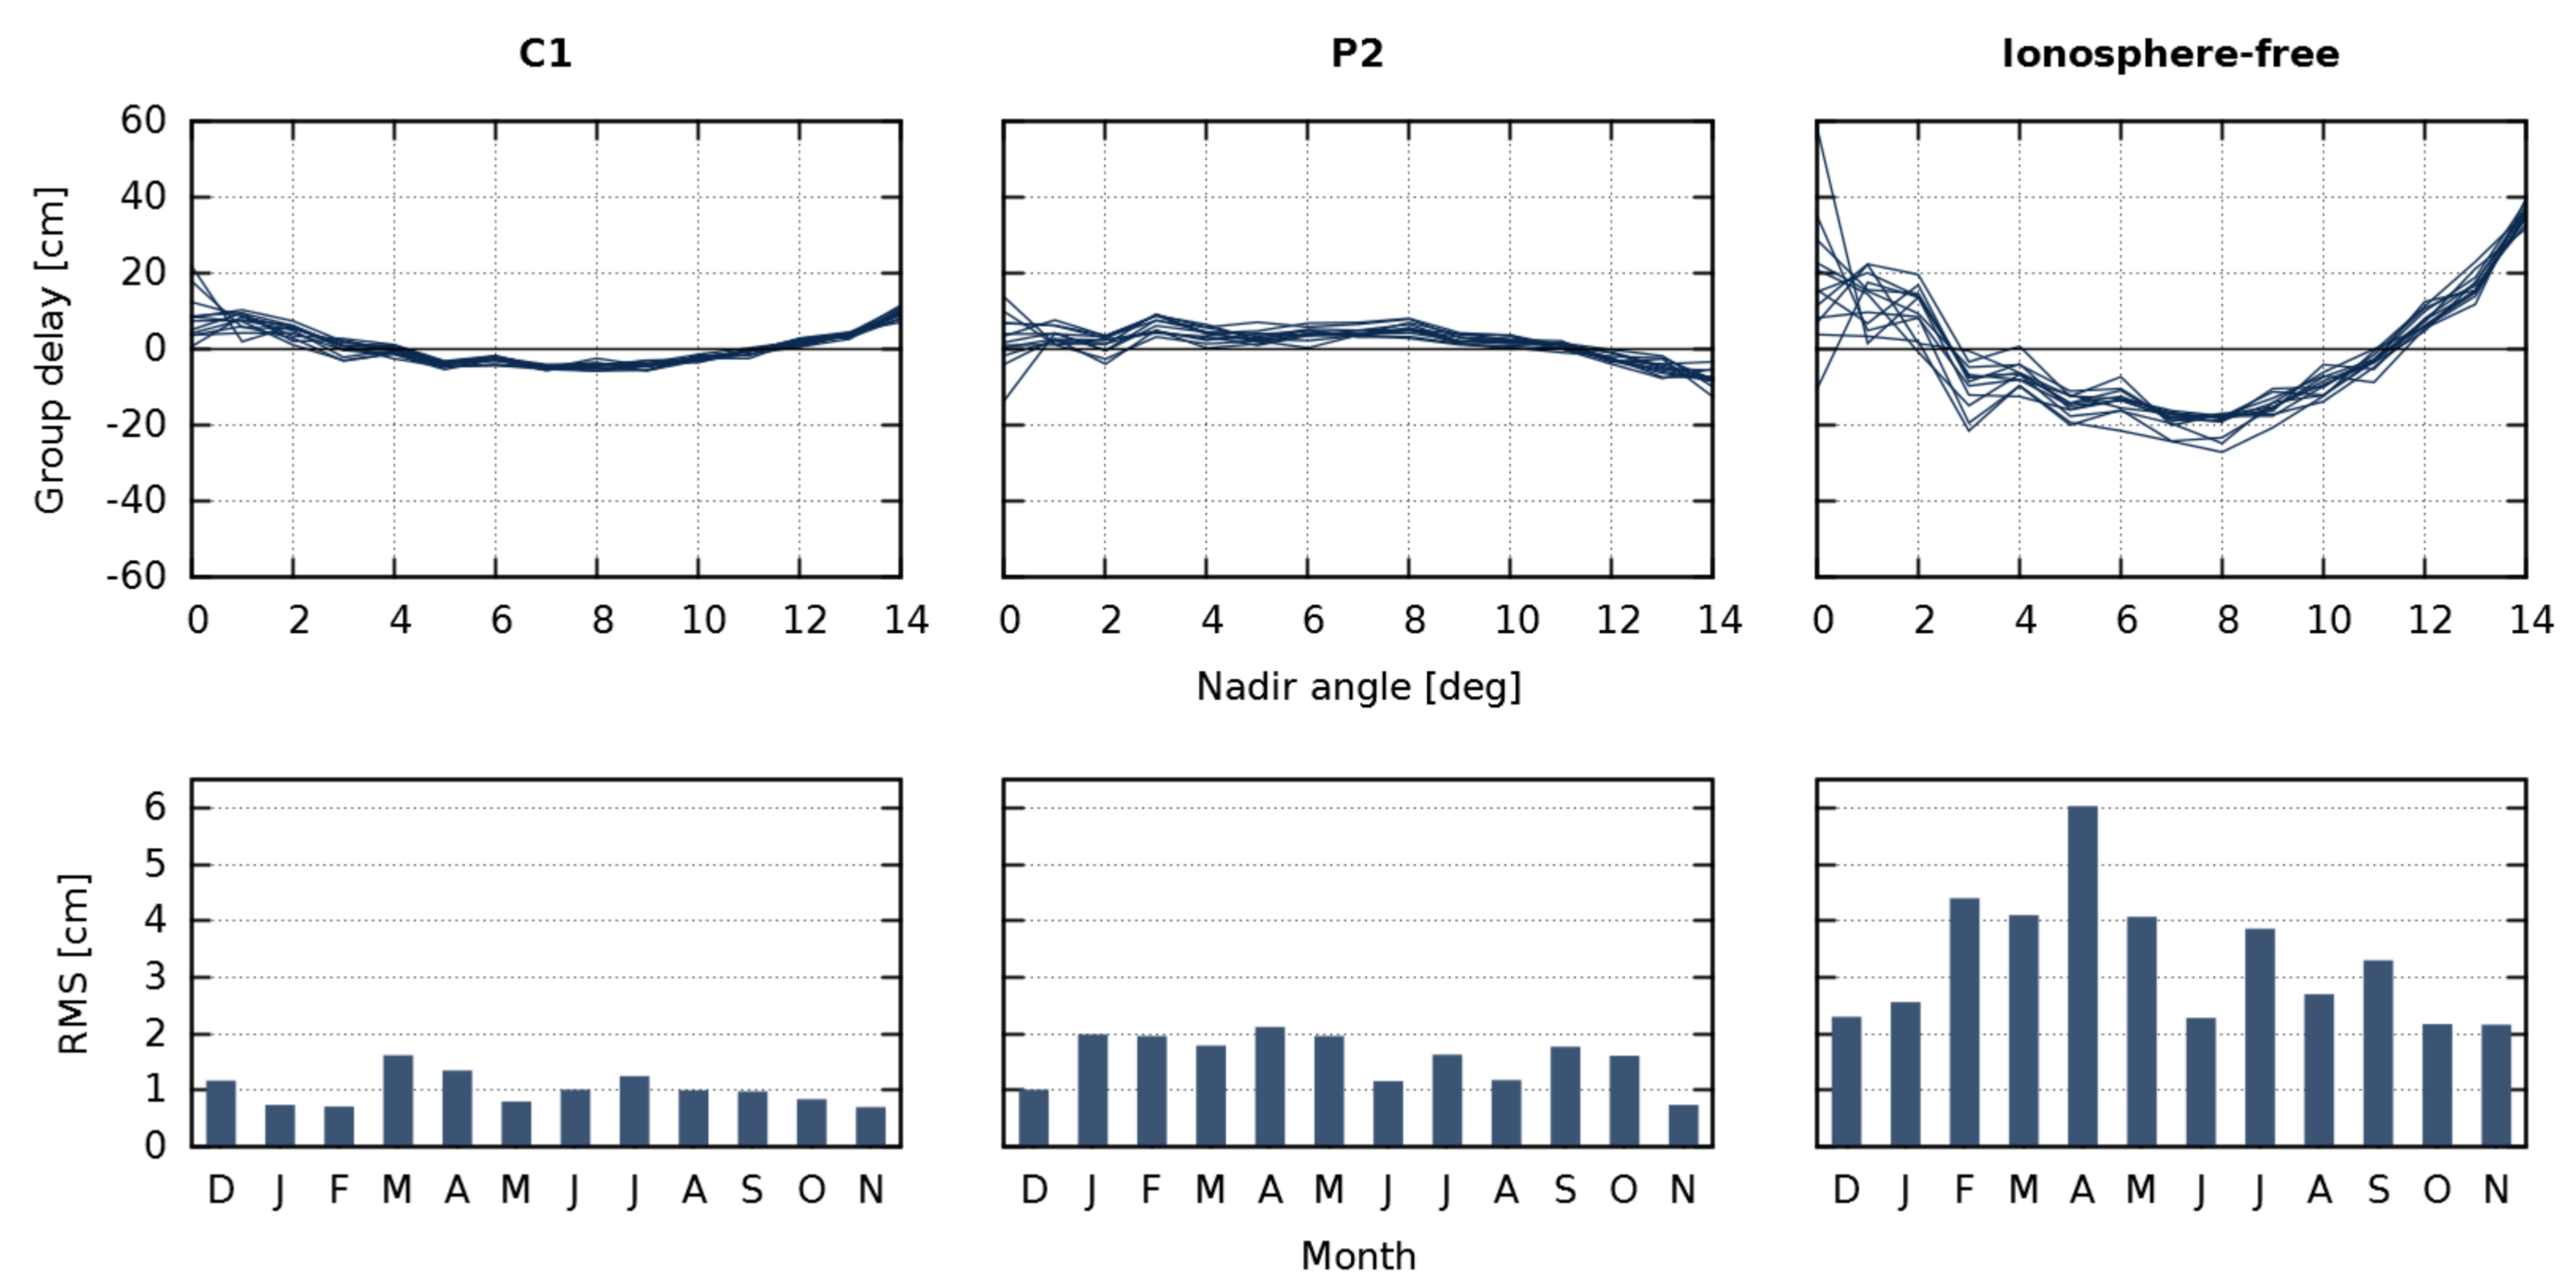 C1 P2 Ionosphere-free
Group delay [cm]
60
40
20
0
-20
-40
-60
0 2 4 6 8 10 12 14 0 2 4 6 8 10 12 14 0 2 4 6 8 10 12 14
Nadir angle [deg]
RMS [cm]
6
5
4
3
2
1
0
D J F M A M J J A S O N D J F M A M J J A S O N D J F M A M J J A S O N
Month